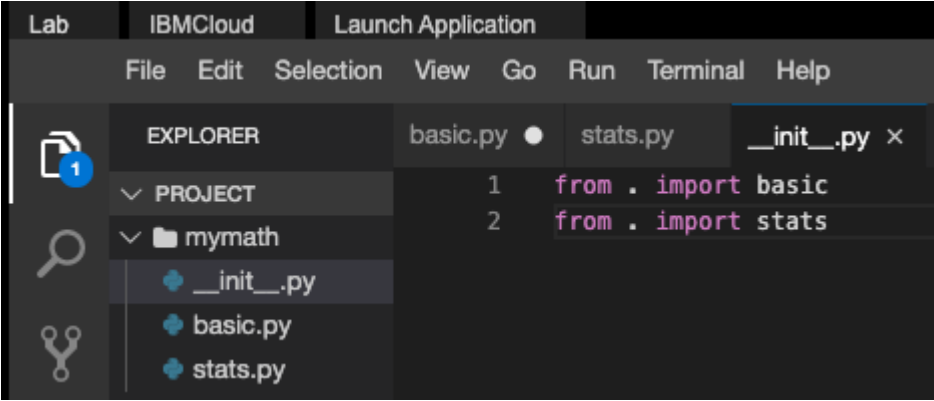 Lab IBMCloud Launch Application
File Edit Selection View Go Run Terminal Help
EXPLORER
basic.py stats.py __init__.py ×
1
PROJECT
mymath
__init__.py
basic.py
stats.py
1 from . import basic
2 from . import stats